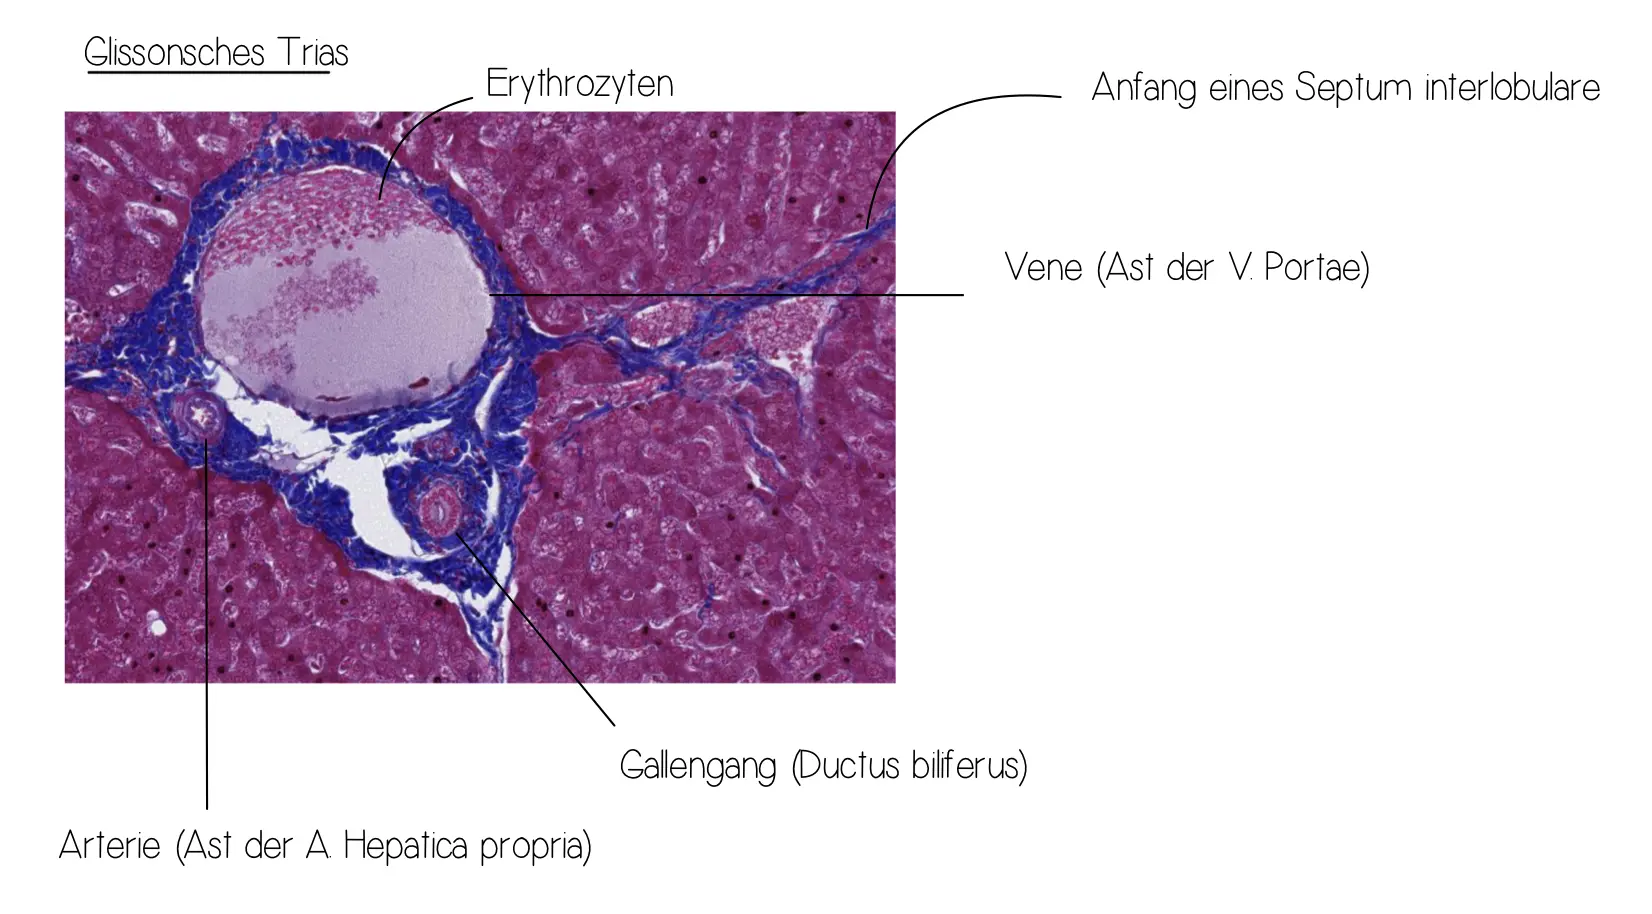 Glissonsches Trias
Erythrozyten
Anfang eines Septum interlobulare
Vene (Ast der V. Portae)
Gallengang (Ductus biliferus)
Arterie (Ast der A. Hepatica propria)